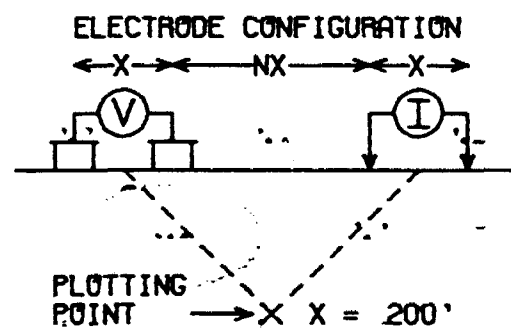 ELECTRODE CONFIGURATION
X NX X
V I
PLOTTING
POINT X X = 200'